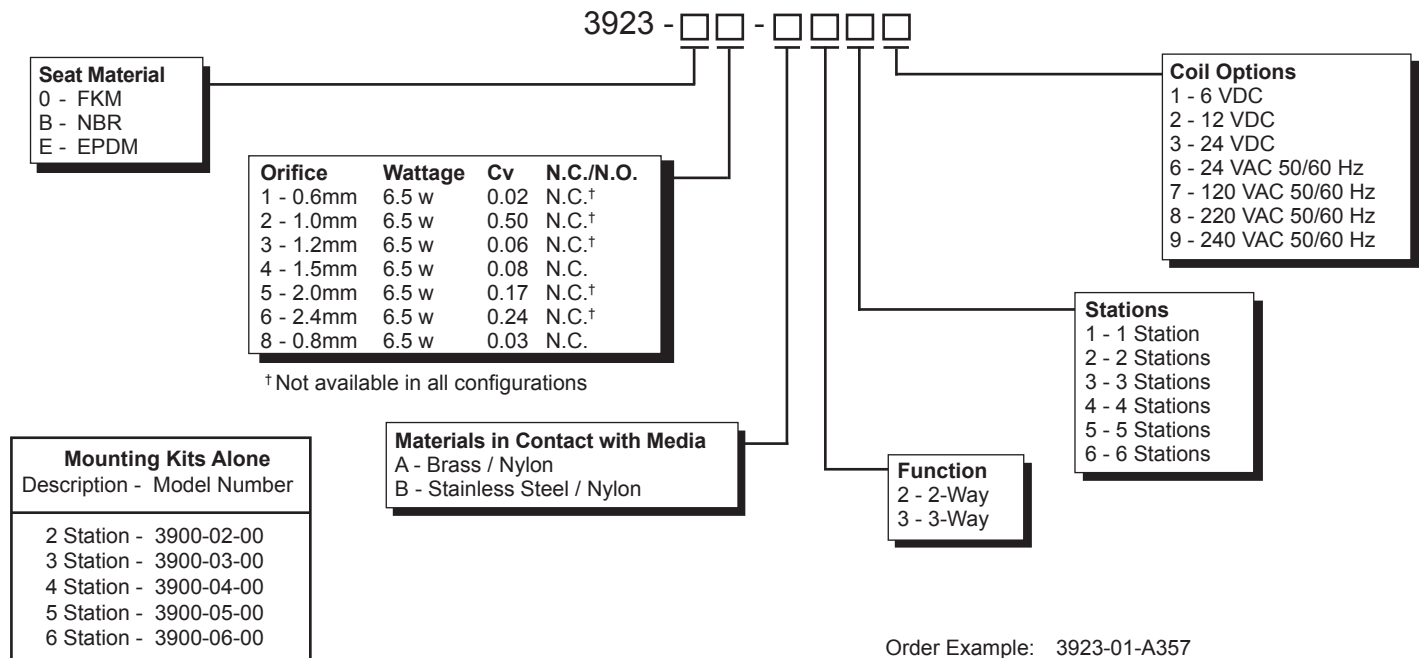 3923 - □□ - □□□□
Seat Material
0 - FKM
B - NBR
E - EPDM
Orifice Wattage Cv N.C./N.O.
1 - 0.6mm 6.5 w 0.02 N.C.†
2 - 1.0mm 6.5 w 0.50 N.C.†
3 - 1.2mm 6.5 w 0.06 N.C.†
4 - 1.5mm 6.5 w 0.08 N.C.
5 - 2.0mm 6.5 w 0.17 N.C.†
6 - 2.4mm 6.5 w 0.24 N.C.†
8 - 0.8mm 6.5 w 0.03 N.C.
† Not available in all configurations
Coil Options
1 - 6 VDC
2 - 12 VDC
3 - 24 VDC
6 - 24 VAC 50/60 Hz
7 - 120 VAC 50/60 Hz
8 - 220 VAC 50/60 Hz
9 - 240 VAC 50/60 Hz
Stations
1 - 1 Station
2 - 2 Stations
3 - 3 Stations
4 - 4 Stations
5 - 5 Stations
6 - 6 Stations
Materials in Contact with Media
A - Brass / Nylon
B - Stainless Steel / Nylon
Function
2 - 2-Way
3 - 3-Way
Mounting Kits Alone
Description - Model Number
2 Station - 3900-02-00
3 Station - 3900-03-00
4 Station - 3900-04-00
5 Station - 3900-05-00
6 Station - 3900-06-00
Order Example: 3923-01-A357